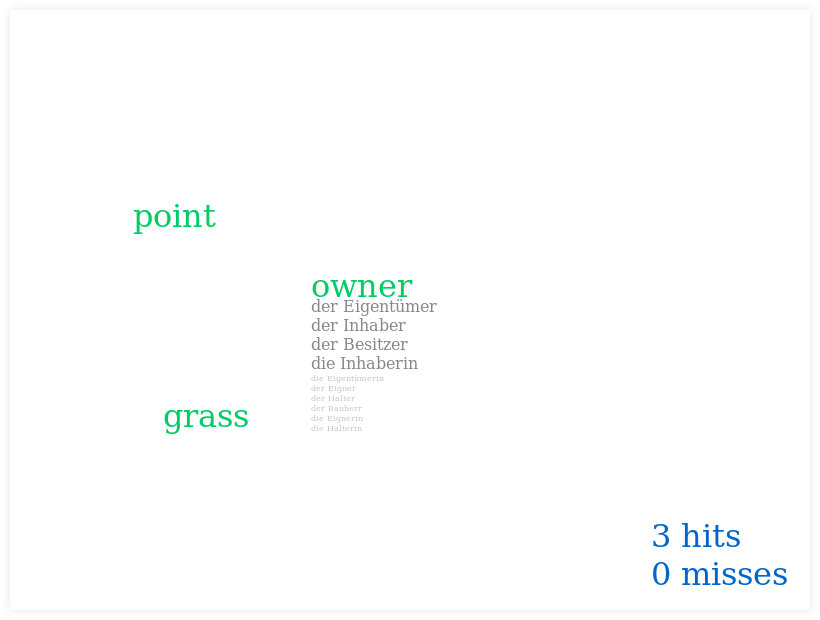 point
owner
der Eigentümer
der Inhaber
der Besitzer
die Inhaberin
die Eigentümerin
der Eigner
der Halter
der Bauherr
die Eignerin
die Halterin
grass
3 hits
0 misses